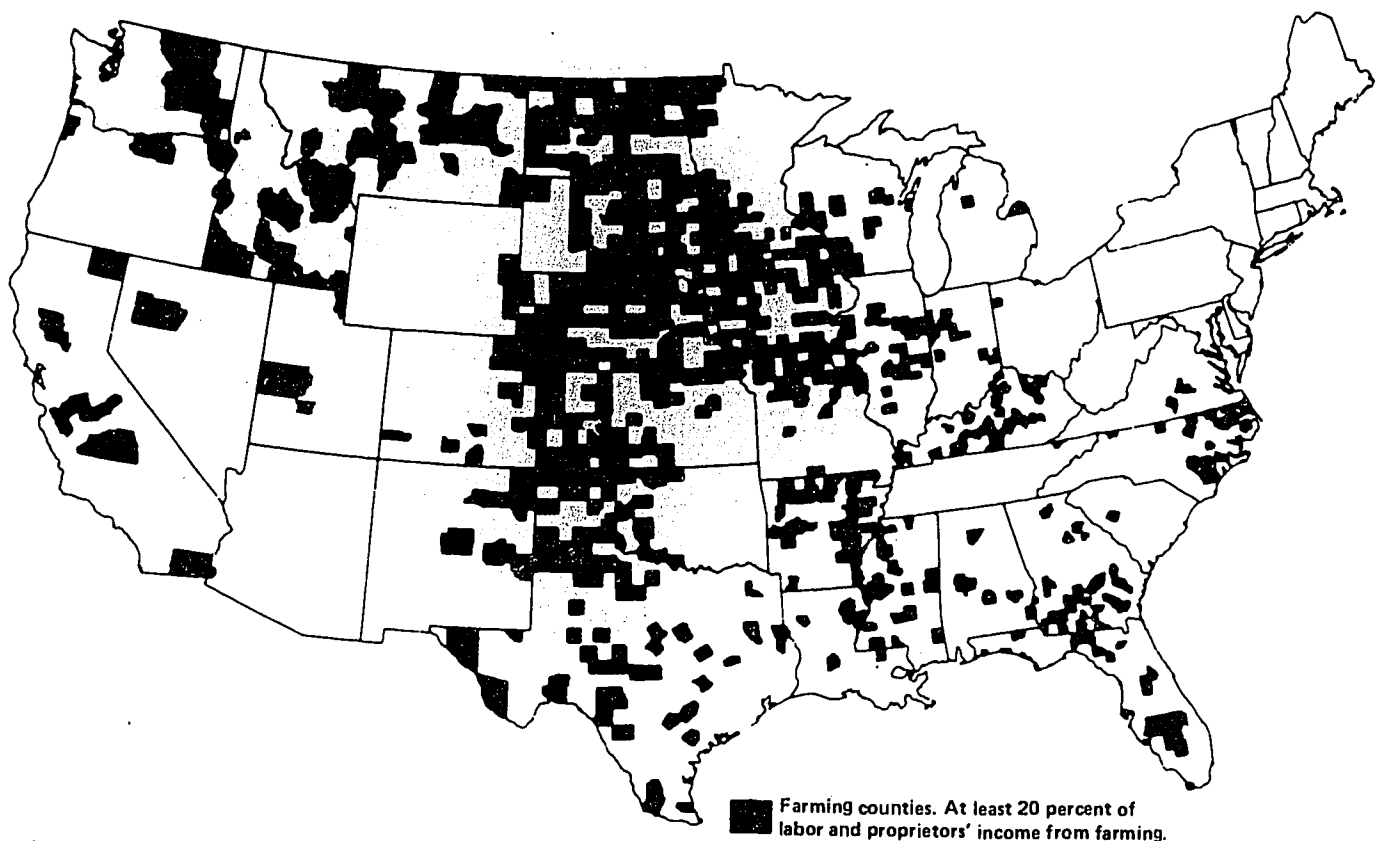 Farming counties. At least 20 percent of
labor and proprietors' income from farming.